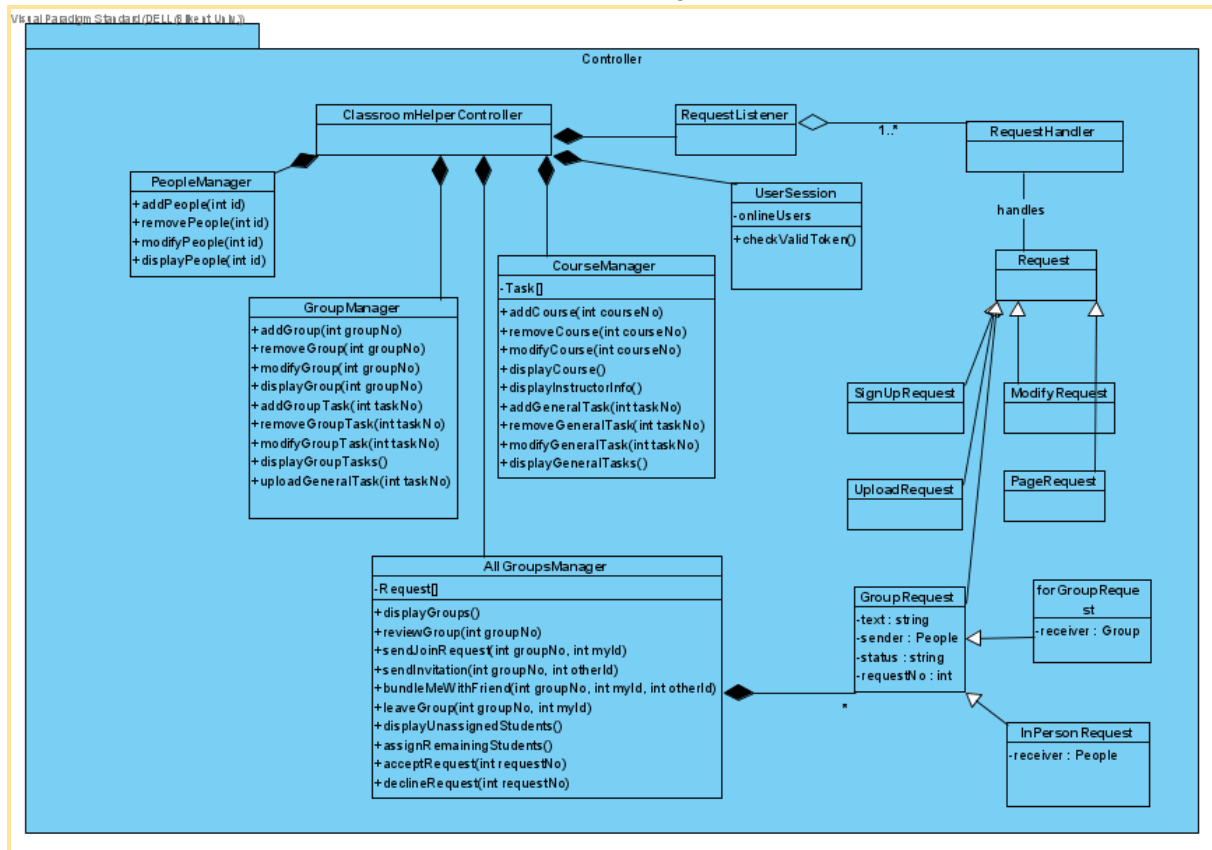 Visual Paradigm Standard (DELL (Bilkent Univ.))
Controller
ClassroomHelperController
RequestListener
1..*
RequestHandler
handles
PeopleManager
+addPeople(int id)
+removePeople(int id)
+modifyPeople(int id)
+displayPeople(int id)
UserSession
-onlineUsers
+checkValidToken()
Request
GroupManager
+addGroup(int groupNo)
+removeGroup(int groupNo)
+modifyGroup(int groupNo)
+displayGroup(int groupNo)
+addGroupTask(int taskNo)
+removeGroupTask(int taskNo)
+modifyGroupTask(int taskNo)
+displayGroupTasks()
+uploadGeneralTask(int taskNo)
CourseManager
-Task[]
+addCourse(int courseNo)
+removeCourse(int courseNo)
+modifyCourse(int courseNo)
+displayCourse()
+displayInstructorInfo()
+addGeneralTask(int taskNo)
+removeGeneralTask(int taskNo)
+modifyGeneralTask(int taskNo)
+displayGeneralTasks()
SignUpRequest
ModifyRequest
UploadRequest
PageRequest
AllGroupsManager
-Request[]
+displayGroups()
+reviewGroup(int groupNo)
+sendJoinRequest(int groupNo, int myId)
+sendInvitation(int groupNo, int otherId)
+bundleMeWithFriend(int groupNo, int myId, int otherId)
+leaveGroup(int groupNo, int myId)
+displayUnassignedStudents()
+assignRemainingStudents()
+acceptRequest(int requestNo)
+declineRequest(int requestNo)
*
GroupRequest
-text : string
-sender : People
-status : string
-requestNo : int
forGroupReque
st
-receiver : Group
InPersonRequest
-receiver : People